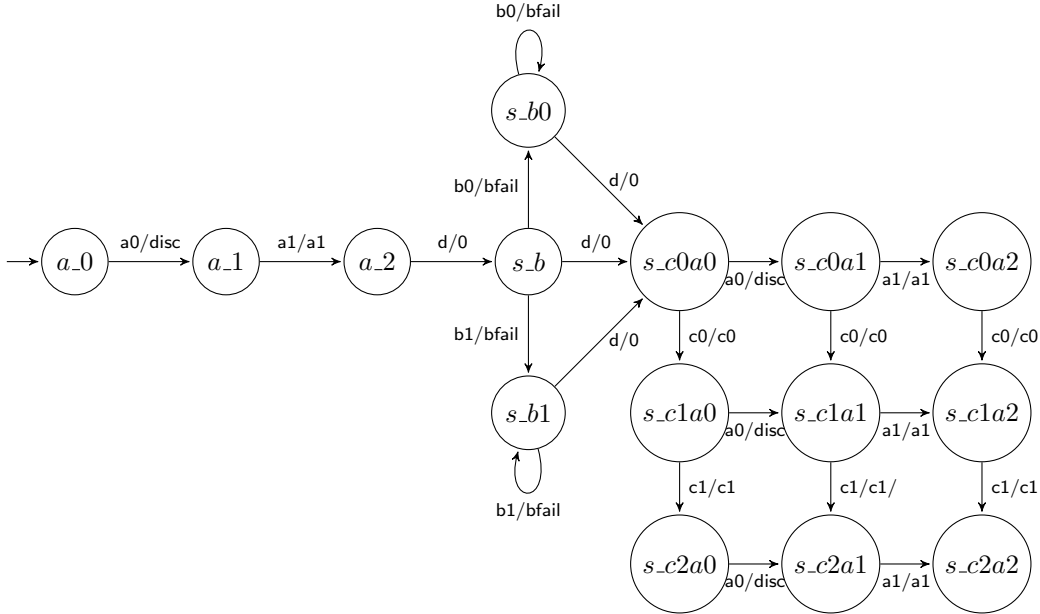 b0/bfail
s_b0
b0/bfail
d/0
a_0
a0/disc
a_1
a1/a1
a_2
d/0
s_b
d/0
s_c0a0
a0/disc
s_c0a1
a1/a1
s_c0a2
b1/bfail
d/0
c0/c0
c0/c0
c0/c0
s_b1
b1/bfail
s_c1a0
a0/disc
s_c1a1
a1/a1
s_c1a2
c1/c1
c1/c1/
c1/c1
s_c2a0
a0/disc
s_c2a1
a1/a1
s_c2a2